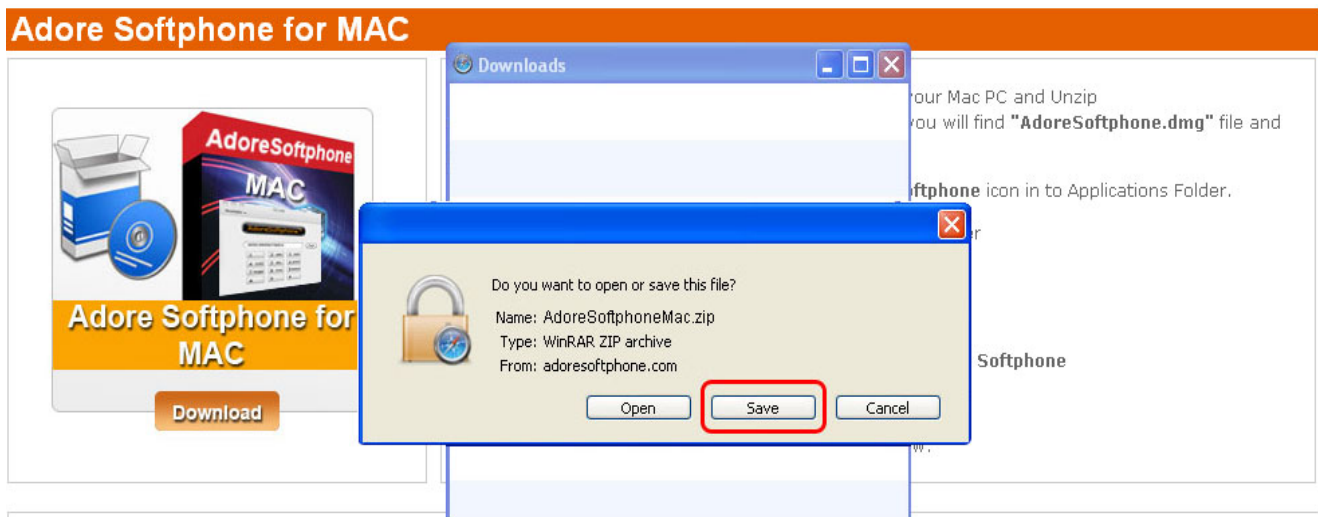 Adore Softphone for MAC
Downloads
our Mac PC and Unzip
you will find "AdoreSoftphone.dmg" file and
ftphone icon in to Applications Folder.
er
Softphone
w.
AdoreSoftphone
MAC
Adore Softphone for
MAC
Download
Do you want to open or save this file?
Name: AdoreSoftphoneMac.zip
Type: WinRAR ZIP archive
From: adoresoftphone.com
Open Save Cancel